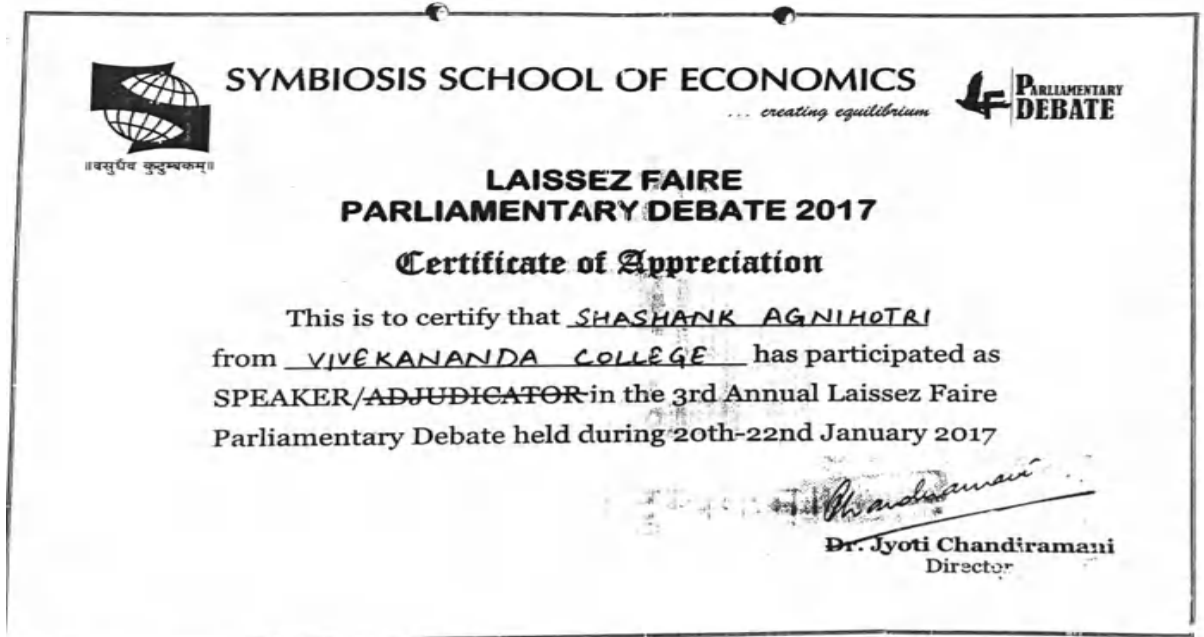 SYMBIOSIS SCHOOL OF ECONOMICS
... creating equilibrium
LF PARLIAMENTARY
DEBATE
॥वसुधैव कुटुम्बकम्॥
LAISSEZ FAIRE
PARLIAMENTARY DEBATE 2017
Certificate of Appreciation
This is to certify that SHASHANK AGNIHOTRI
from VIVEKANANDA COLLEGE has participated as
SPEAKER/ADJUDICATOR in the 3rd Annual Laissez Faire
Parliamentary Debate held during 20th-22nd January 2017
Chandiramani
Dr. Jyoti Chandiramani
Director